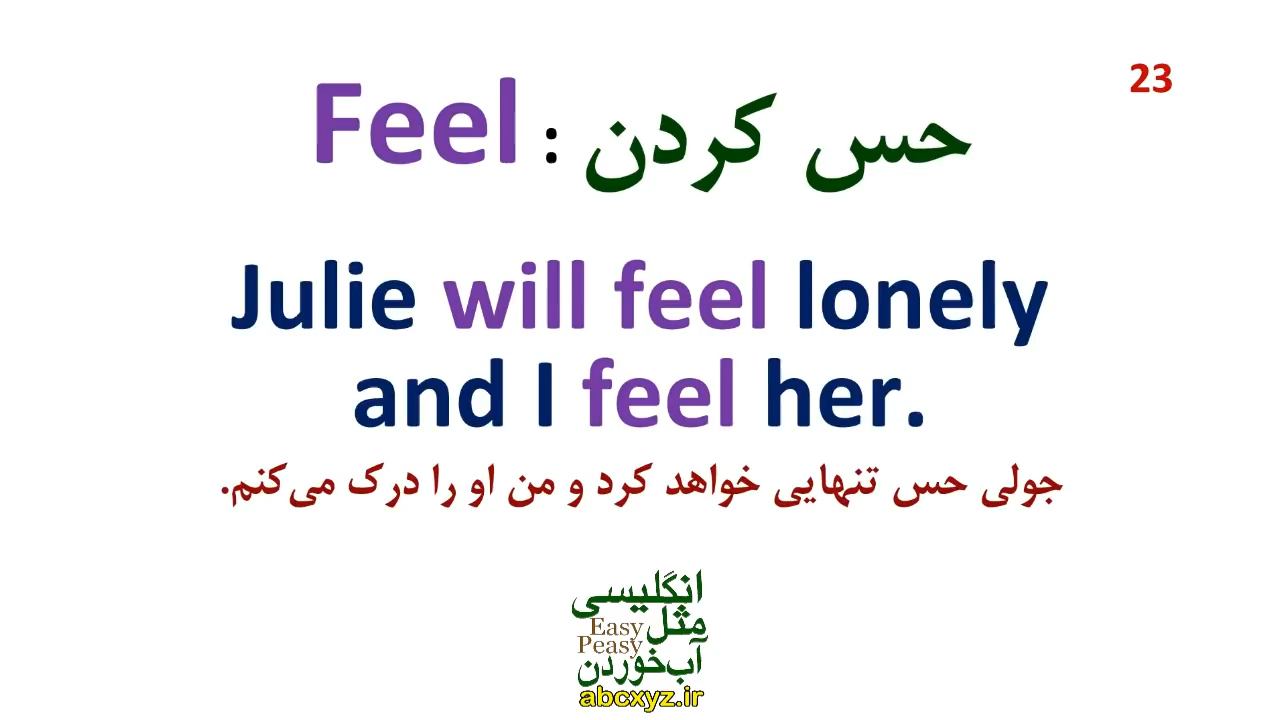 23
Feel : حس کردن
Julie will feel lonely
and I feel her.
جولی حس تنهایی خواهد کرد و من او را درک می‌کنم.
انگلیسی
مثل Easy
Peasy
آب‌خوردن
abcxyz.ir